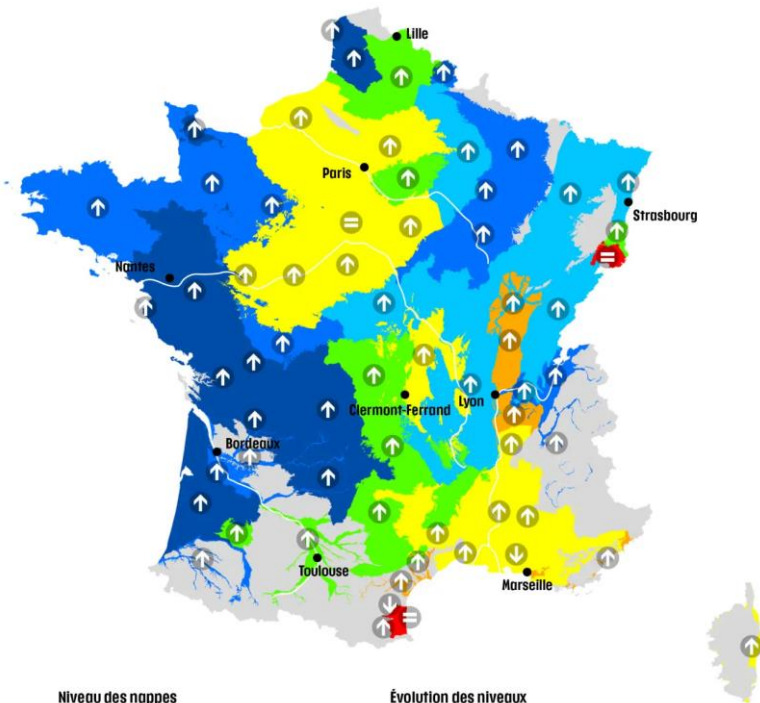 Lille
Paris
Strasbourg
Nantes
Clermont-Ferrand
Lyon
Bordeaux
Toulouse
Marseille
Niveau des nappes
Évolution des niveaux